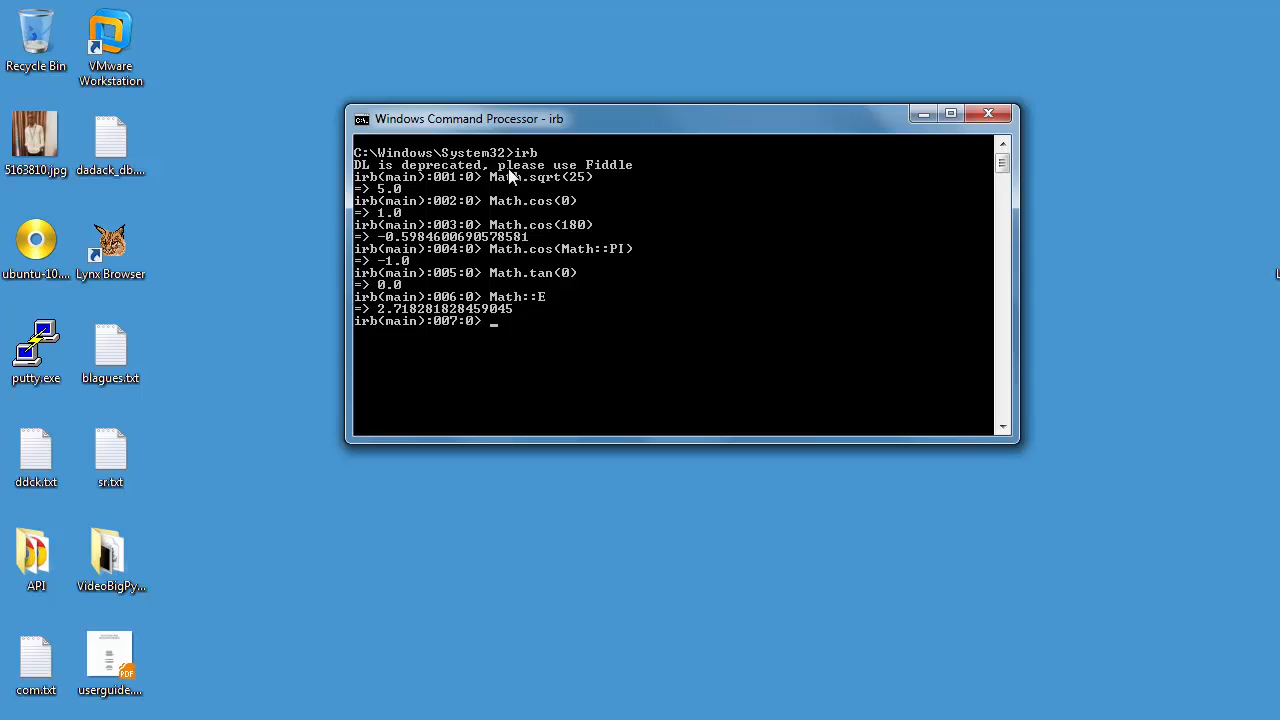 Recycle Bin
VMware
Workstation
5163810.jpg
dadack_db....
ubuntu-10....
Lynx Browser
putty.exe
blagues.txt
ddck.txt
sr.txt
API
VideoBigPy...
com.txt
PDF
userguide....
Windows Command Processor - irb
C:\Windows\System32>irb
DL is deprecated, please use Fiddle
irb(main):001:0> Math.sqrt(25)
=> 5.0
irb(main):002:0> Math.cos(0)
=> 1.0
irb(main):003:0> Math.cos(180)
=> -0.5984600690578581
irb(main):004:0> Math.cos(Math::PI)
=> -1.0
irb(main):005:0> Math.tan(0)
=> 0.0
irb(main):006:0> Math::E
=> 2.718281828459045
irb(main):007:0> _